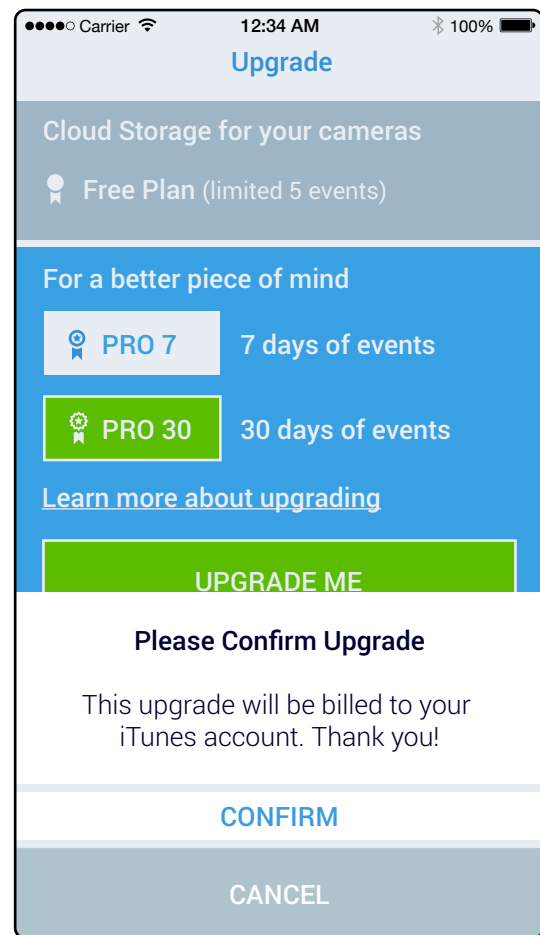 Carrier 12:34 AM 100%
Upgrade
Cloud Storage for your cameras
Free Plan (limited 5 events)
For a better piece of mind
PRO 7 7 days of events
PRO 30 30 days of events
Learn more about upgrading
UPGRADE ME
Please Confirm Upgrade
This upgrade will be billed to your
iTunes account. Thank you!
CONFIRM
CANCEL